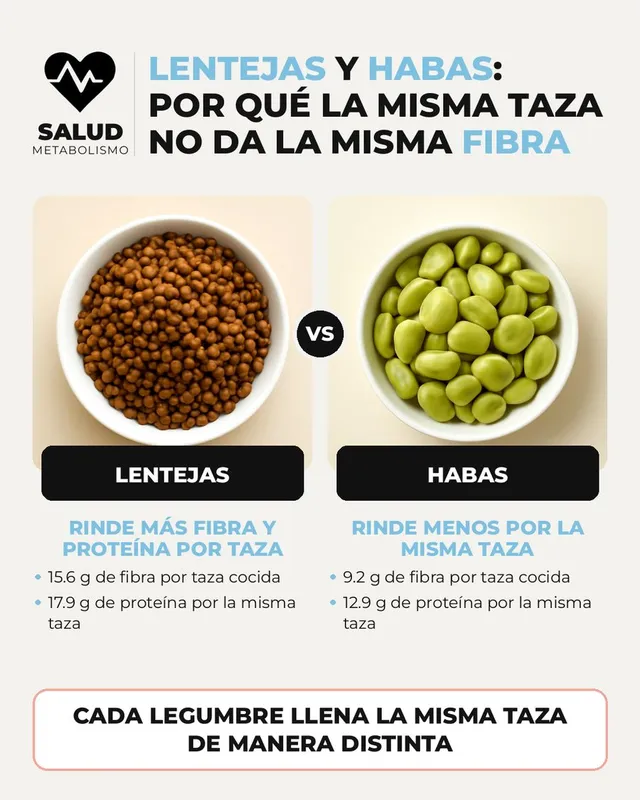 SALUD
METABOLISMO
LENTEJAS Y HABAS:
POR QUÉ LA MISMA TAZA
NO DA LA MISMA FIBRA
VS
LENTEJAS
HABAS
RINDE MÁS FIBRA Y
PROTEÍNA POR TAZA
• 15.6 g de fibra por taza cocida
• 17.9 g de proteína por la misma
taza
RINDE MENOS POR LA
MISMA TAZA
• 9.2 g de fibra por taza cocida
• 12.9 g de proteína por la misma
taza
CADA LEGUMBRE LLENA LA MISMA TAZA
DE MANERA DISTINTA